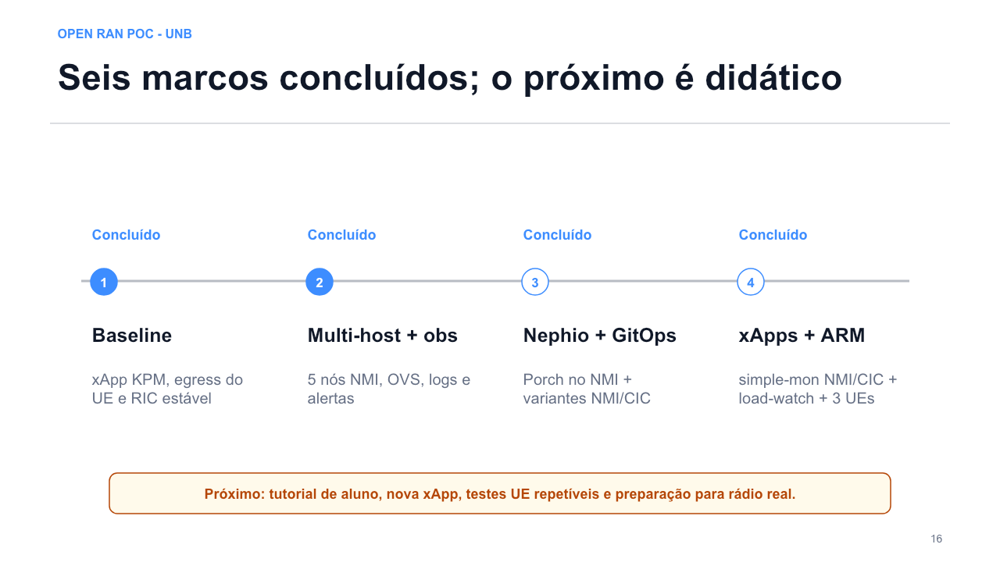 OPEN RAN POC - UNB
Seis marcos concluídos; o próximo é didático
Concluído
Concluído
Concluído
Concluído
1
2
3
4
Baseline
Multi-host + obs
Nephio + GitOps
xApps + ARM
xApp KPM, egress do
UE e RIC estável
5 nós NMI, OVS, logs e
alertas
Porch no NMI +
variantes NMI/CIC
simple-mon NMI/CIC +
load-watch + 3 UEs
Próximo: tutorial de aluno, nova xApp, testes UE repetíveis e preparação para rádio real.
16